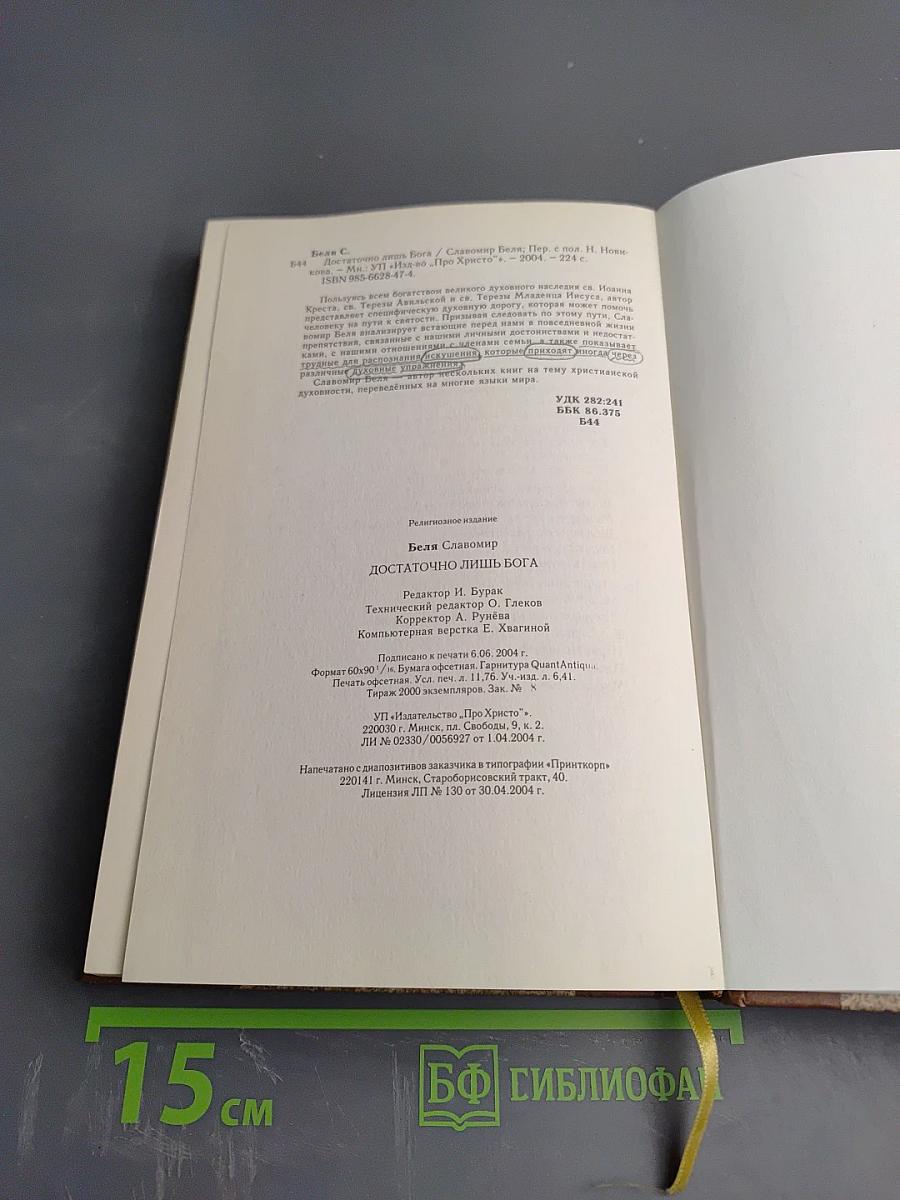 Беля С.
Б44 Достаточно лишь Бога / Славомир Беля; Пер. с пол. Н. Нови-
кова. – Мн.: УП «Изд-во „Про Христо“». – 2004. – 224 с.
ISBN 985-6628-47-4.
Пользуясь всем богатством великого духовного наследия св. Иоанна
Креста, св. Терезы Авильской и св. Терезы Младенца Иисуса, автор
представляет специфическую духовную дорогу, которая может помочь
человеку на пути к святости. Призывая следовать по этому пути, Сла-
вомир Беля анализирует встающие перед нами в повседневной жизни
препятствия, связанные с нашими личными достоинствами и недостат-
ками, с нашими отношениями с членами семьи, а также показывает
трудные для распознания искушения, которые приходят иногда через
различные духовные упражнения.
Славомир Беля — автор нескольких книг на тему христианской
духовности, переведённых на многие языки мира.
УДК 282:241
ББК 86.375
Б44
Религиозное издание
Беля Славомир
ДОСТАТОЧНО ЛИШЬ БОГА
Редактор И. Бурак
Технический редактор О. Глеков
Корректор А. Рунёва
Компьютерная верстка Е. Хвагиной
Подписано к печати 6.06. 2004 г.
Формат 60х90 1/16. Бумага офсетная. Гарнитура QuantAntiqua.
Печать офсетная. Усл. печ. л. 11,76. Уч.-изд. л. 6,41.
Тираж 2000 экземпляров. Зак. №
УП «Издательство „Про Христо“».
220030 г. Минск, пл. Свободы, 9, к. 2.
ЛИ № 02330/0056927 от 1.04.2004 г.
Напечатано с диапозитивов заказчика в типографии «Принткорп»
220141 г. Минск, Староборисовский тракт, 40.
Лицензия ЛП № 130 от 30.04.2004 г.
15 см
БФ БИБЛИОФАН